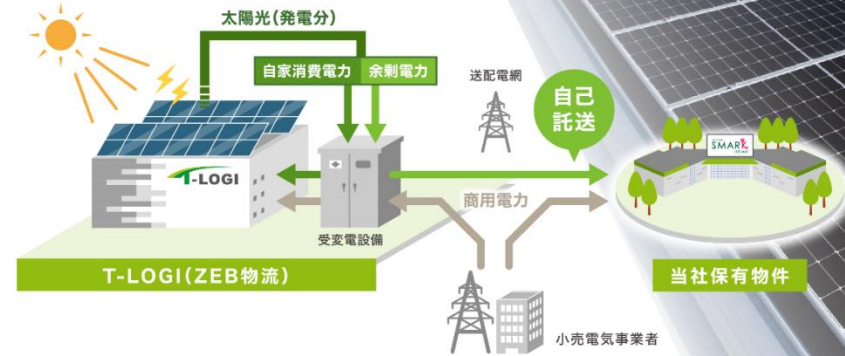 太陽光(発電分)
自家消費電力
余剰電力
送配電網
自己
託送
SMARK
T-LOGI
商用電力
受変電設備
T-LOGI(ZEB物流)
当社保有物件
小売電気事業者